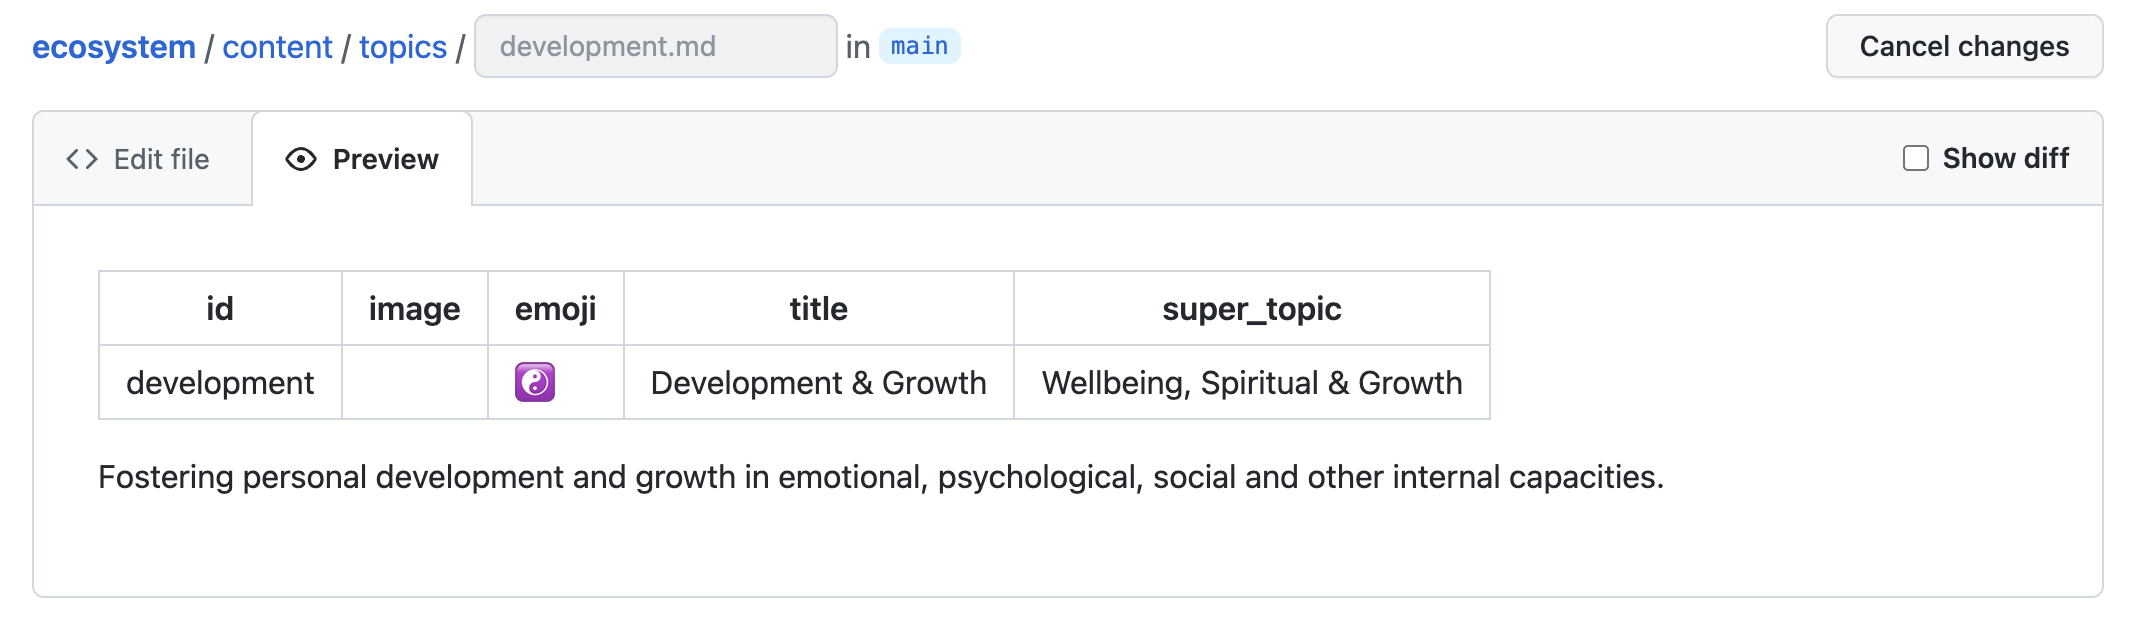 ecosystem / content / topics / development.md in main Cancel changes
Edit file Preview Show diff
id image emoji title super_topic
development ☯️ Development & Growth Wellbeing, Spiritual & Growth
Fostering personal development and growth in emotional, psychological, social and other internal capacities.